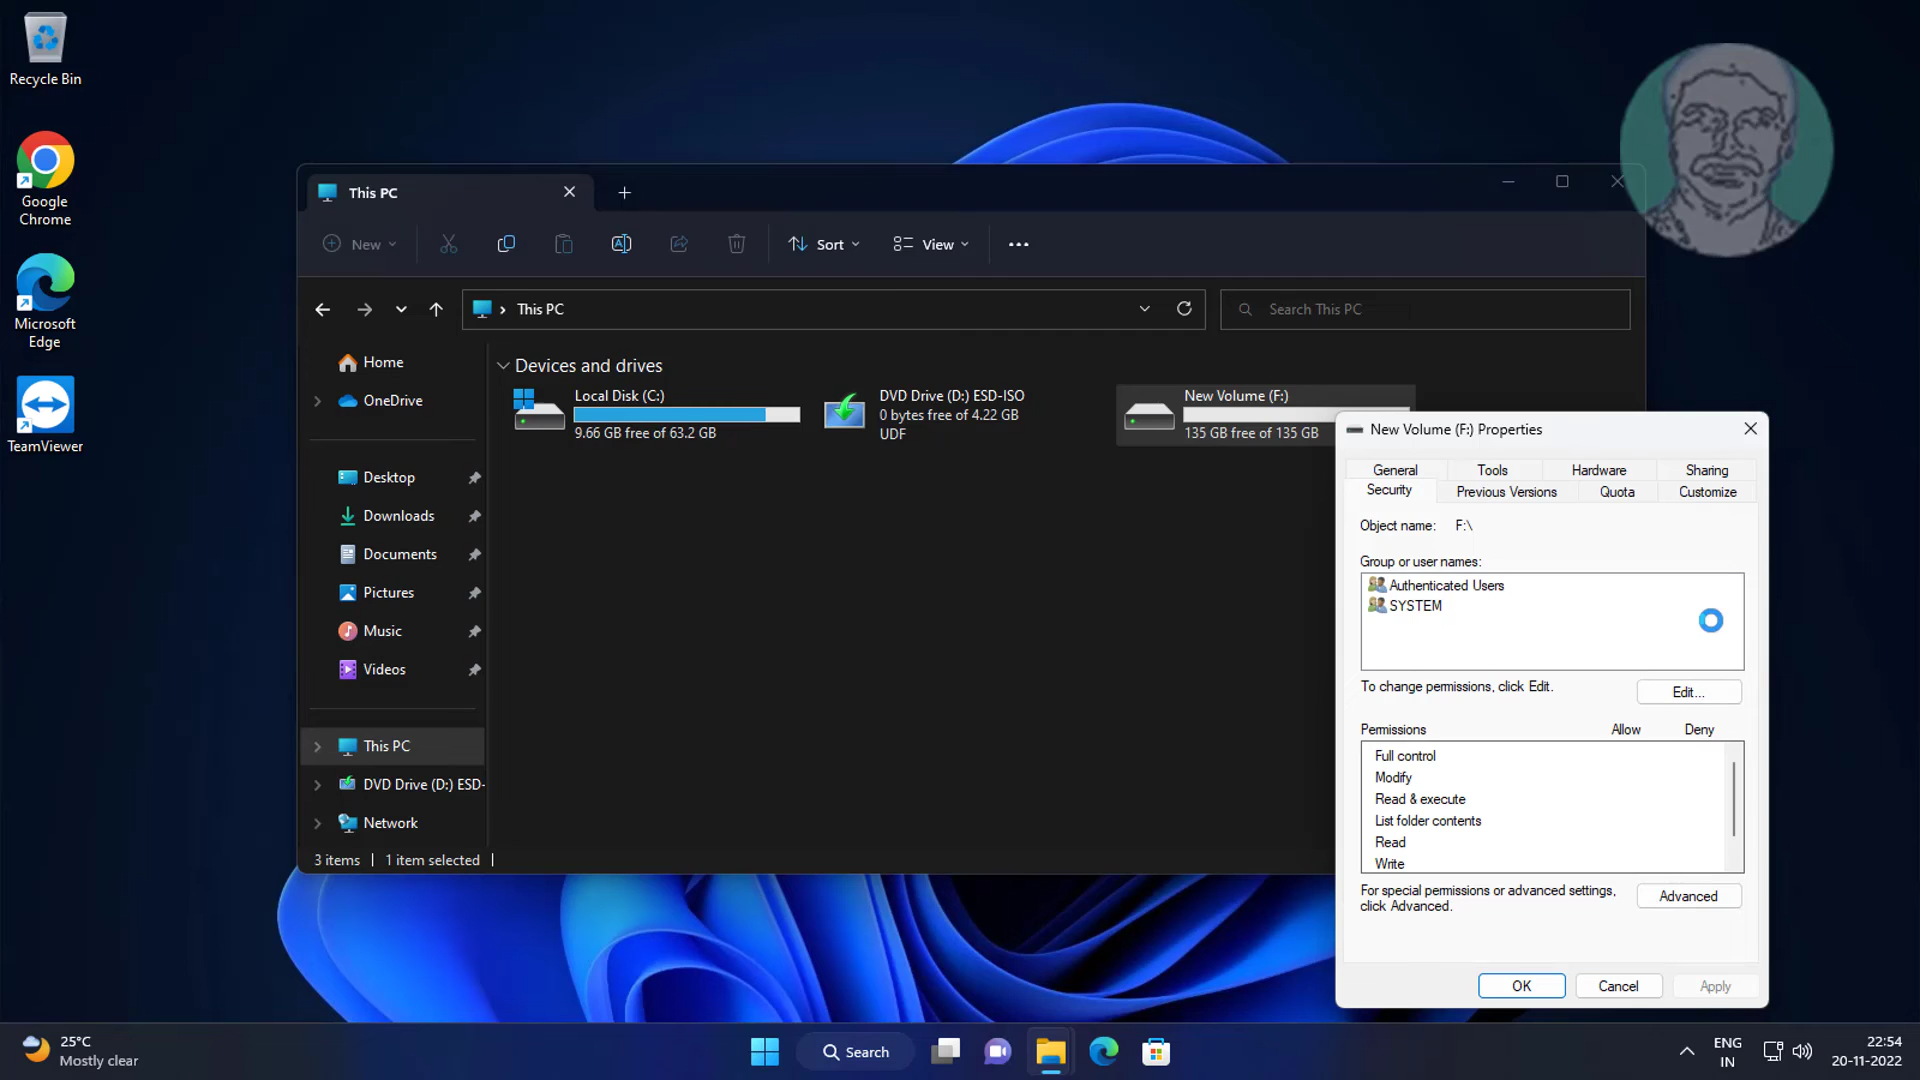 Recycle Bin
Google
Chrome
Microsoft
Edge
TeamViewer
This PC
New
Sort
View
This PC
Search This PC
Home
OneDrive
Desktop
Downloads
Documents
Pictures
Music
Videos
This PC
DVD Drive (D:) ESD-
Network
Devices and drives
Local Disk (C:)
9.66 GB free of 63.2 GB
DVD Drive (D:) ESD-ISO
0 bytes free of 4.22 GB
UDF
New Volume (F:)
135 GB free of 135 GB
3 items
1 item selected
New Volume (F:) Properties
General Tools Hardware Sharing
Security Previous Versions Quota Customize
Object name: F:\
Group or user names:
Authenticated Users
SYSTEM
To change permissions, click Edit.
Edit...
Permissions Allow Deny
Full control
Modify
Read & execute
List folder contents
Read
Write
For special permissions or advanced settings,
click Advanced.
Advanced
OK Cancel Apply
25°C
Mostly clear
Search
ENG
IN
22:54
20-11-2022